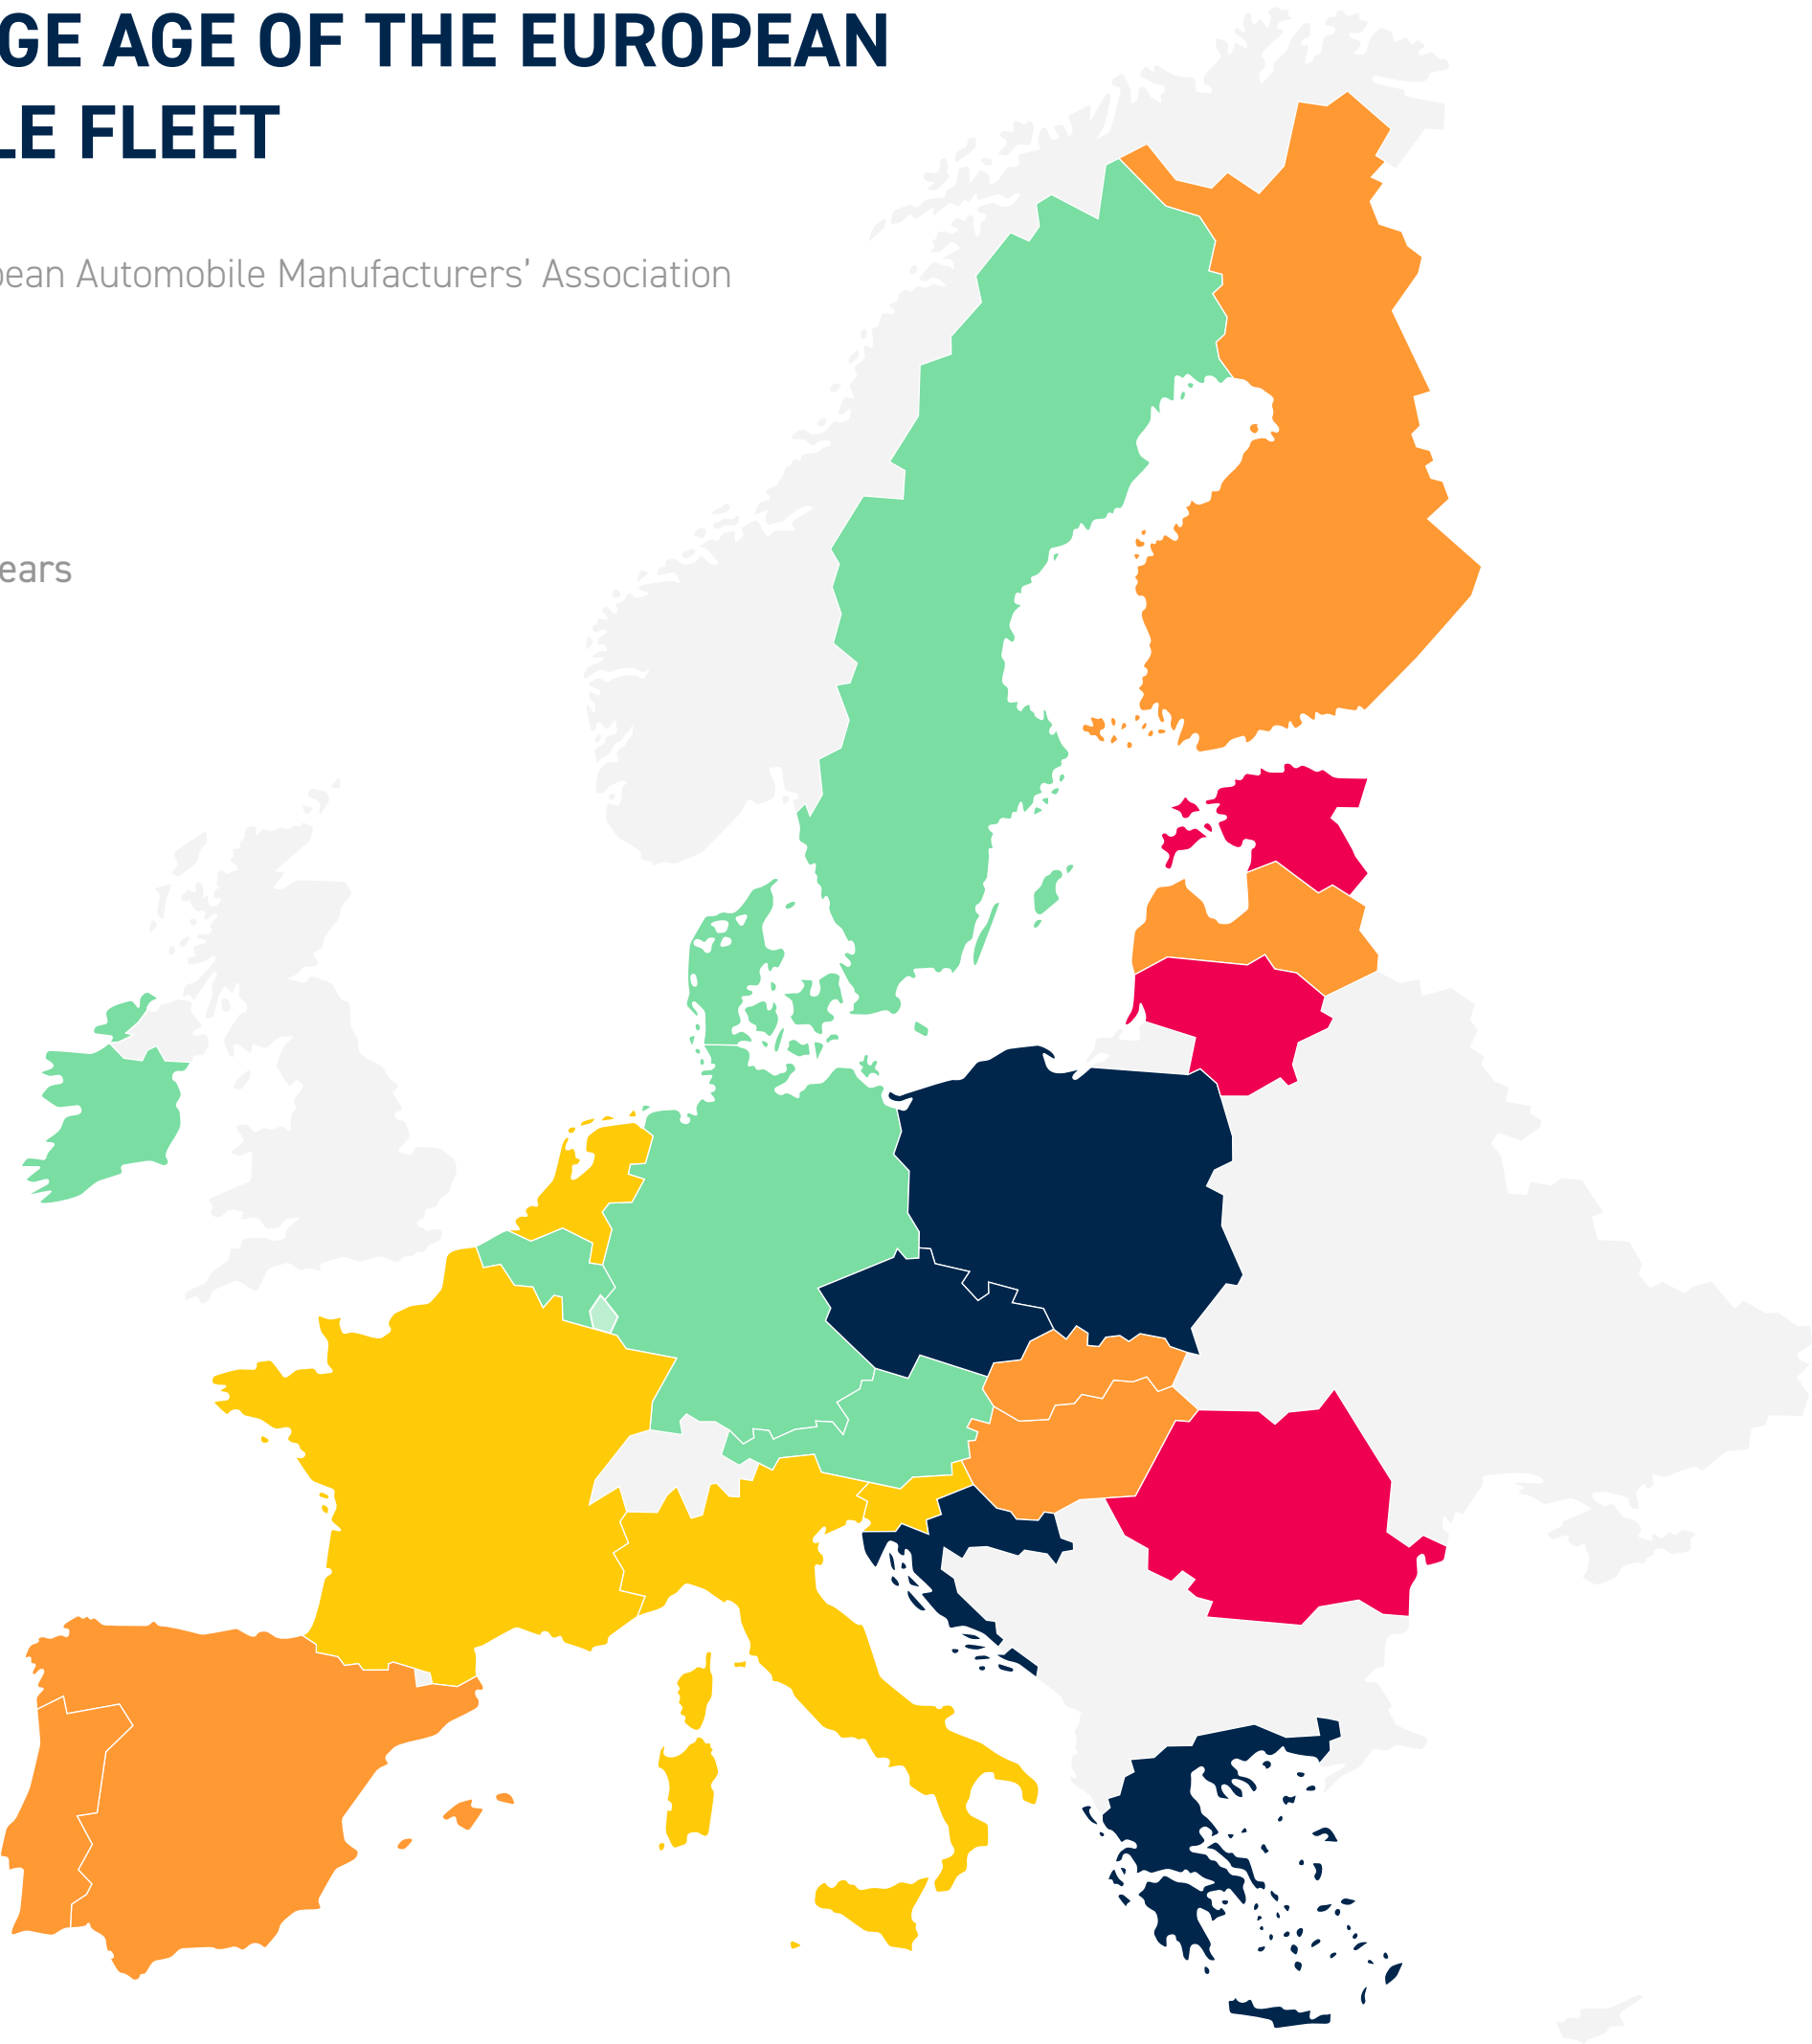 GE AGE OF THE EUROPEAN
LE FLEET
pean Automobile Manufacturers’ Association
ears